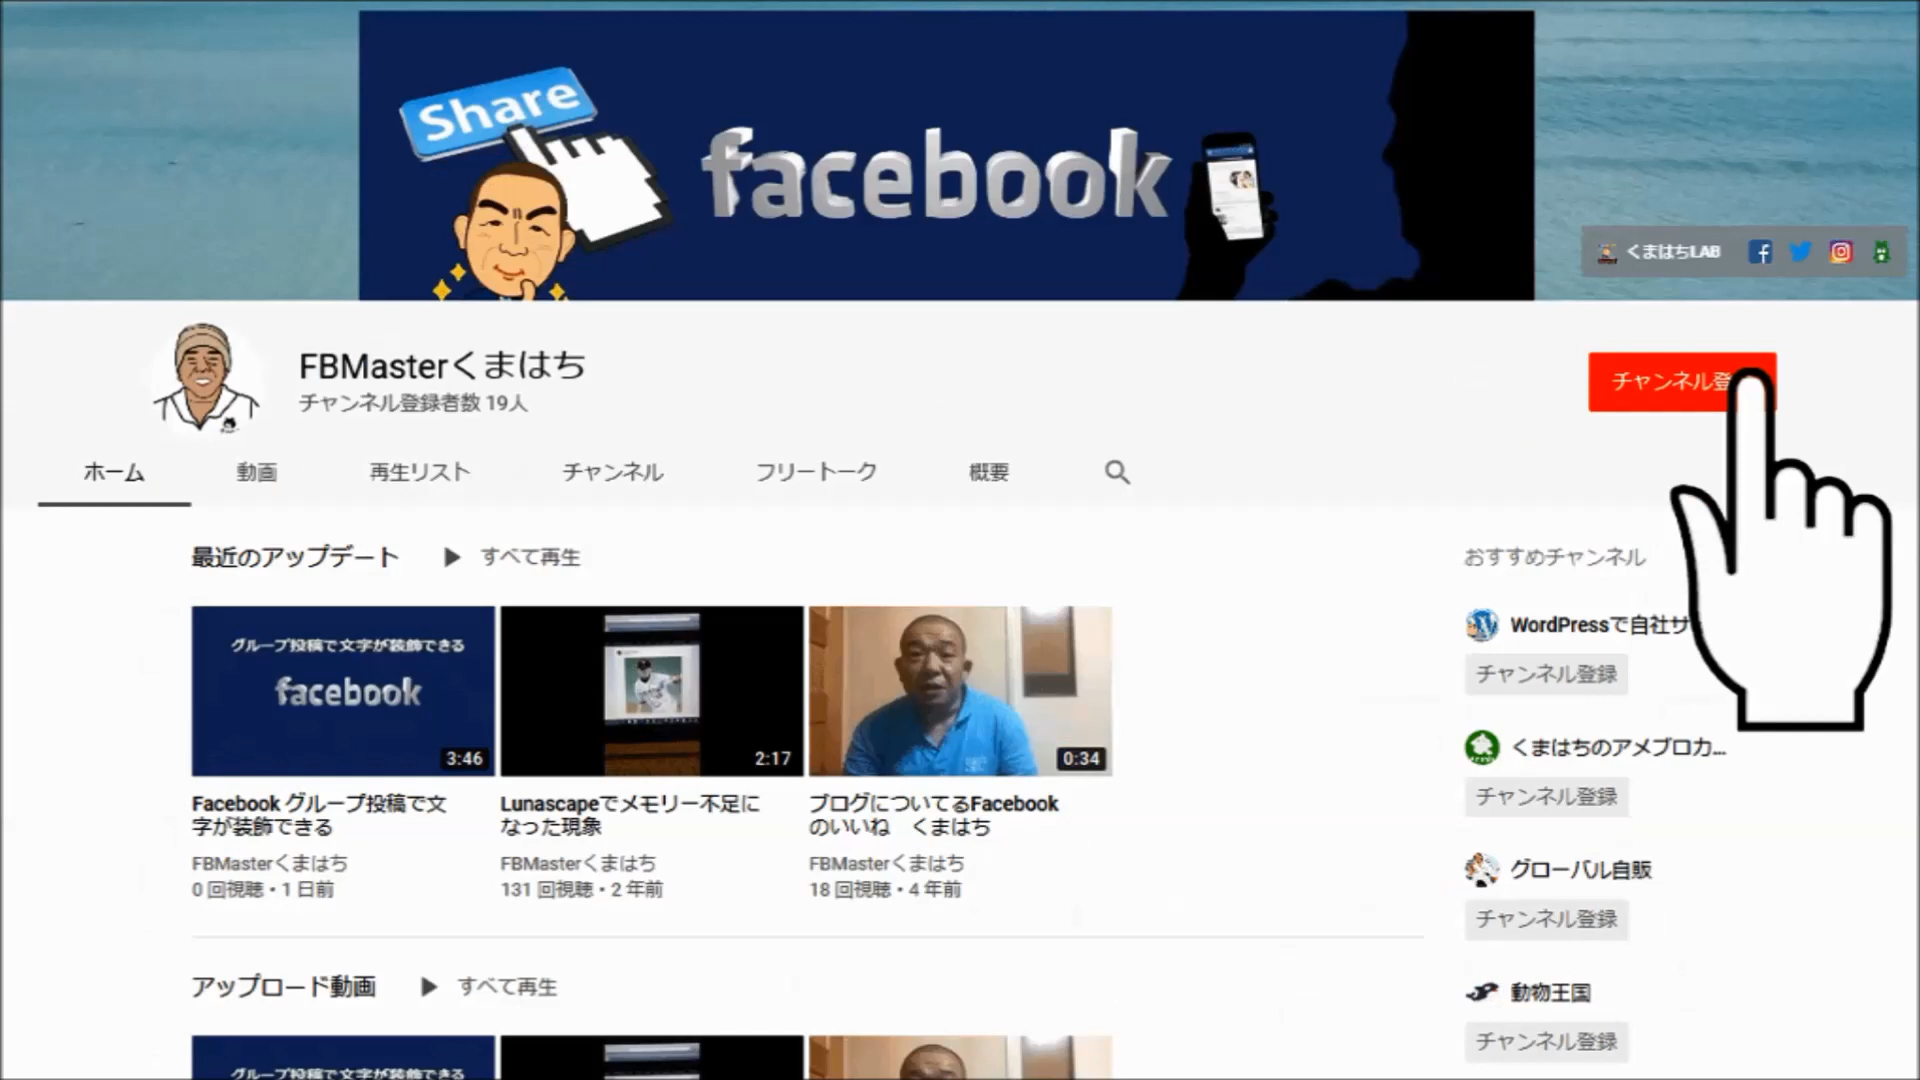 Share
facebook
くまはちLAB
FBMasterくまはち
チャンネル登録者数 19人
チャンネル登
ホーム
動画
再生リスト
チャンネル
フリートーク
概要
最近のアップデート
すべて再生
グループ投稿で文字が装飾できる
facebook
3:46
2:17
0:34
Facebook グループ投稿で文
字が装飾できる
FBMasterくまはち
0 回視聴・1 日前
Lunascapeでメモリー不足に
なった現象
FBMasterくまはち
131 回視聴・2 年前
ブログについてるFacebook
のいいね　くまはち
FBMasterくまはち
18 回視聴・4 年前
おすすめチャンネル
WordPressで自社サ
チャンネル登録
くまはちのアメブロカ...
チャンネル登録
グローバル自販
チャンネル登録
動物王国
チャンネル登録
アップロード動画
すべて再生
グループ投稿で文字が装飾できる